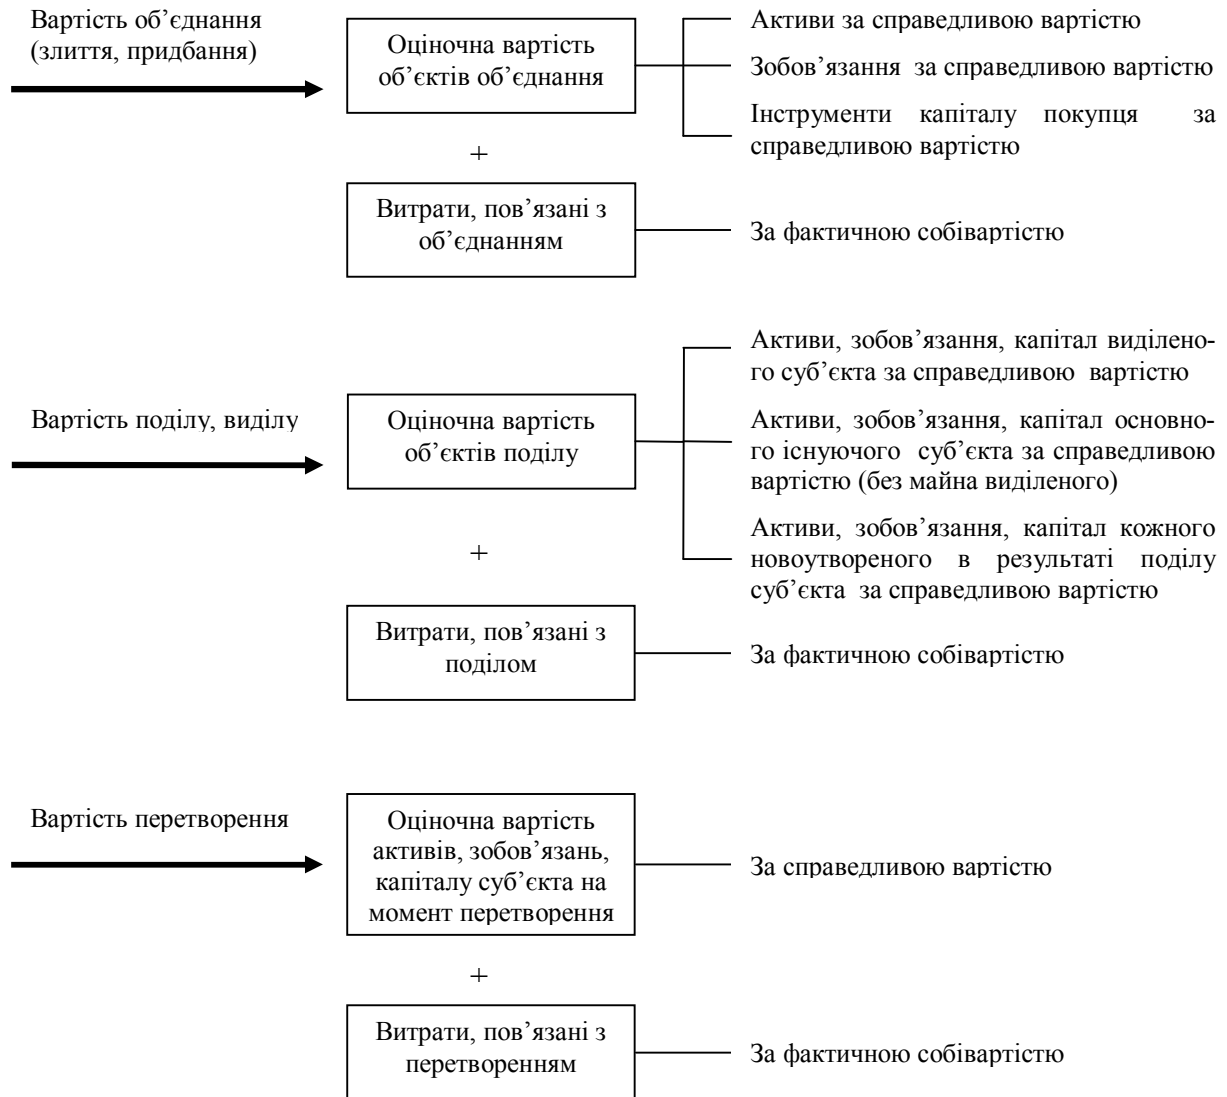 Вартість об’єднання
(злиття, придбання)
Оціночна вартість
об’єктів об’єднання
Активи за справедливою вартістю
Зобов’язання за справедливою вартістю
Інструменти капіталу покупця за
справедливою вартістю
+
Витрати, пов’язані з
об’єднанням
За фактичною собівартістю
Вартість поділу, виділу
Оціночна вартість
об’єктів поділу
Активи, зобов’язання, капітал виділено-
го суб’єкта за справедливою вартістю
Активи, зобов’язання, капітал основно-
го існуючого суб’єкта за справедливою
вартістю (без майна виділеного)
Активи, зобов’язання, капітал кожного
новоутвореного в результаті поділу
суб’єкта за справедливою вартістю
+
Витрати, пов’язані з
поділом
За фактичною собівартістю
Вартість перетворення
Оціночна вартість
активів, зобов’язань,
капіталу суб’єкта на
момент перетворення
За справедливою вартістю
+
Витрати, пов’язані з
перетворенням
За фактичною собівартістю